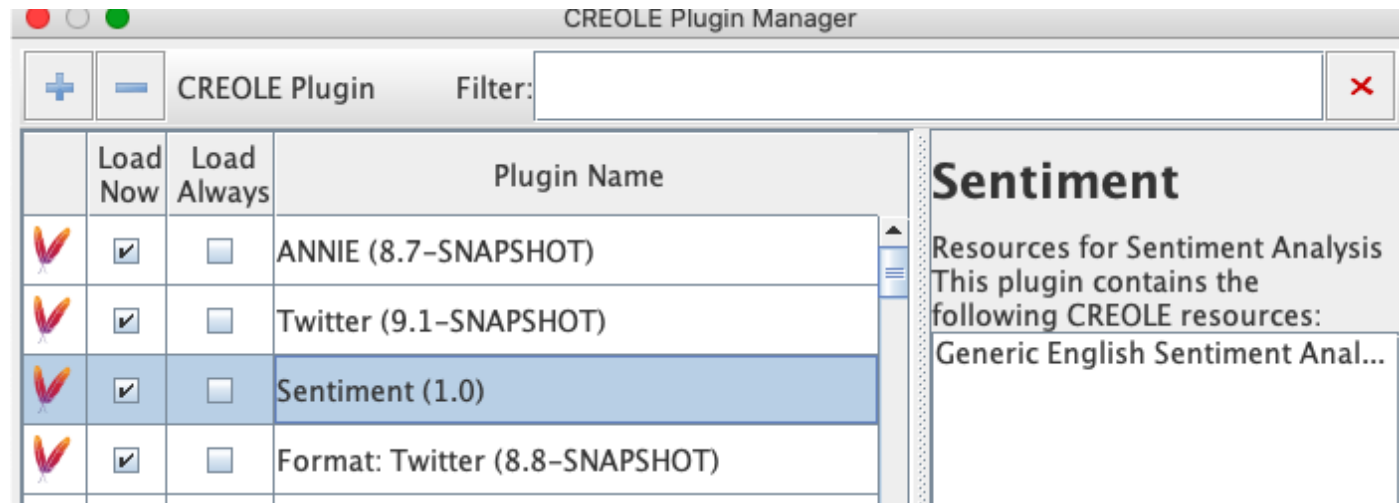 CREOLE Plugin Manager
CREOLE Plugin Filter:
Load Now Load Always Plugin Name
ANNIE (8.7-SNAPSHOT)
Twitter (9.1-SNAPSHOT)
Sentiment (1.0)
Format: Twitter (8.8-SNAPSHOT)
Sentiment
Resources for Sentiment Analysis
This plugin contains the
following CREOLE resources:
Generic English Sentiment Anal...